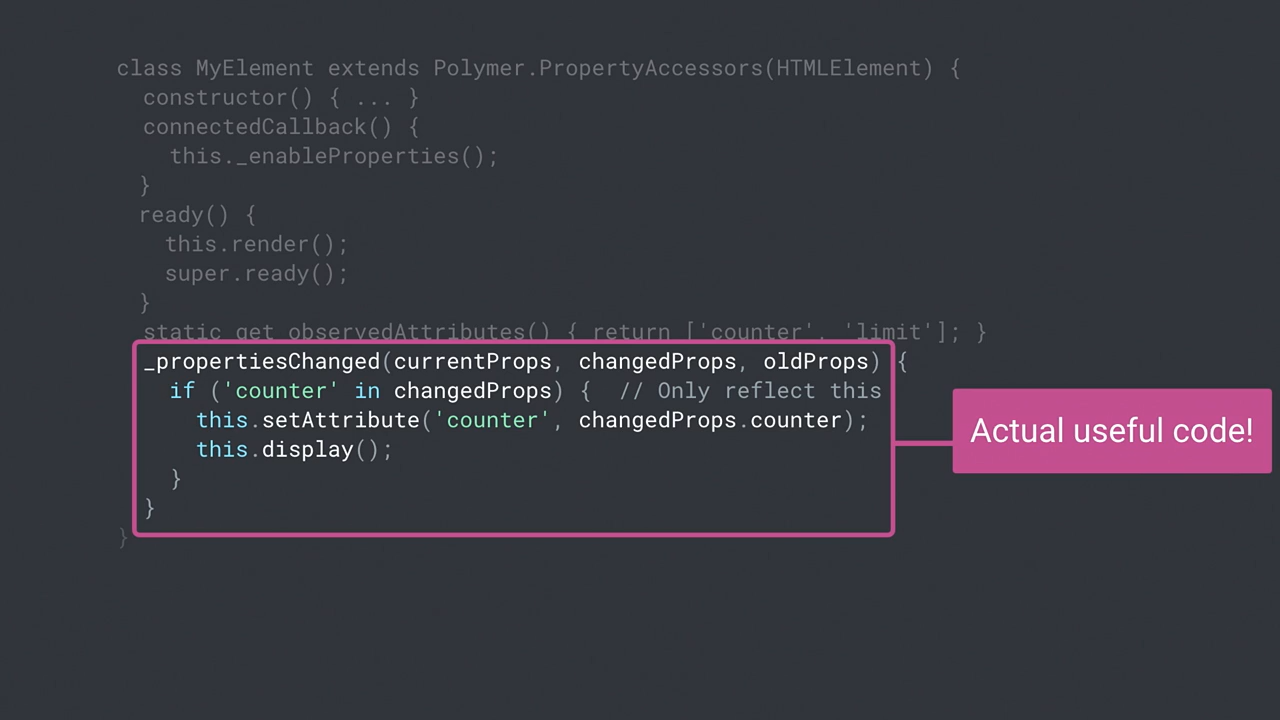 class MyElement extends Polymer.PropertyAccessors(HTMLElement) {
constructor() { ... }
connectedCallback() {
this._enableProperties();
}
ready() {
this.render();
super.ready();
}
static get observedAttributes() { return ['counter', 'limit']; }
_propertiesChanged(currentProps, changedProps, oldProps) {
if ('counter' in changedProps) { // Only reflect this
this.setAttribute('counter', changedProps.counter);
this.display();
}
}
}
Actual useful code!